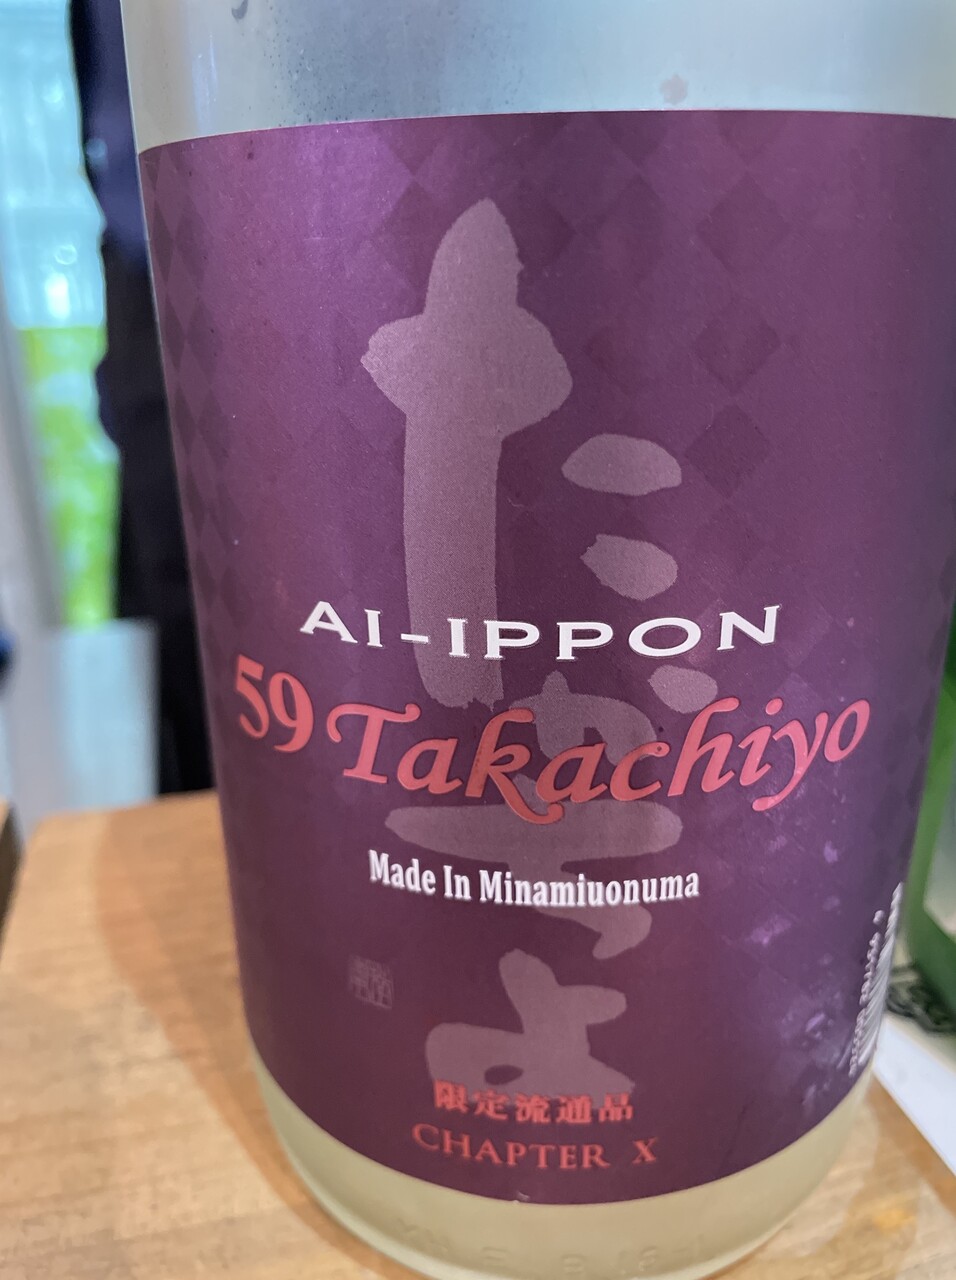 たかちよ
AI-IPPON
59 Takachiyo
Made In Minamiuonuma
限定流通品
CHAPTER X